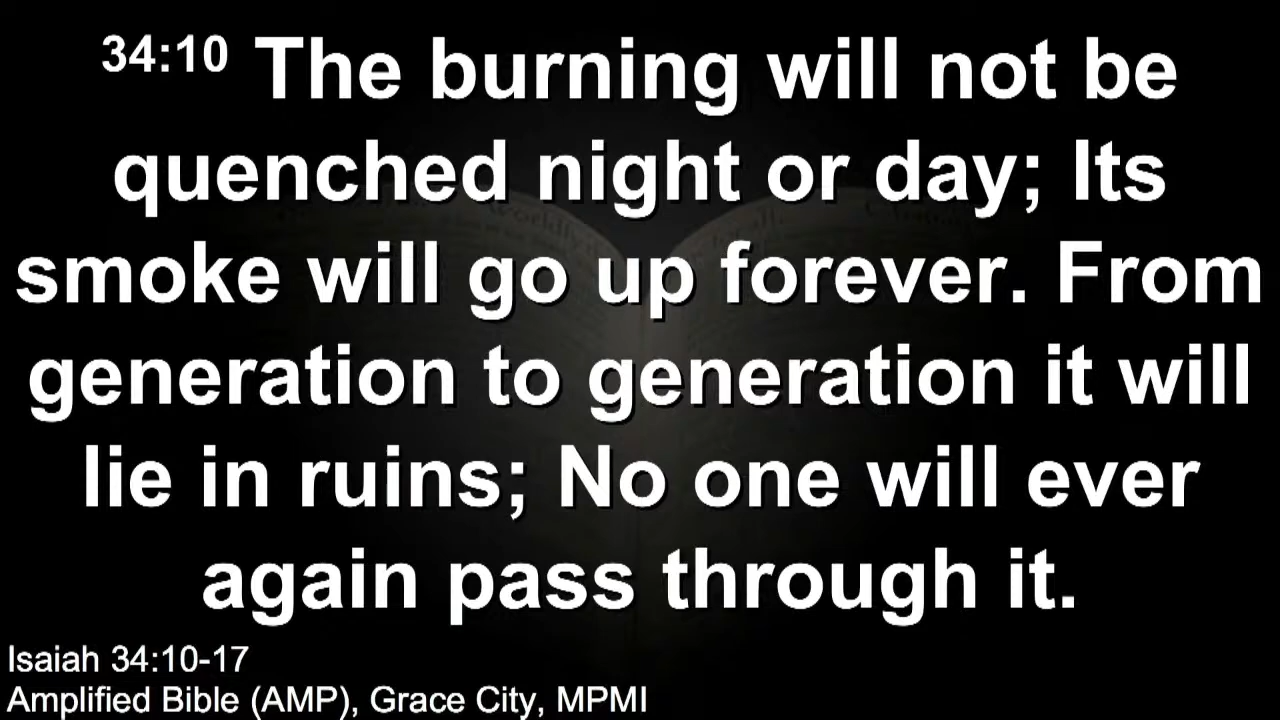 34:10 The burning will not be
quenched night or day; Its
smoke will go up forever. From
generation to generation it will
lie in ruins; No one will ever
again pass through it.
Isaiah 34:10-17
Amplified Bible (AMP), Grace City, MPMI